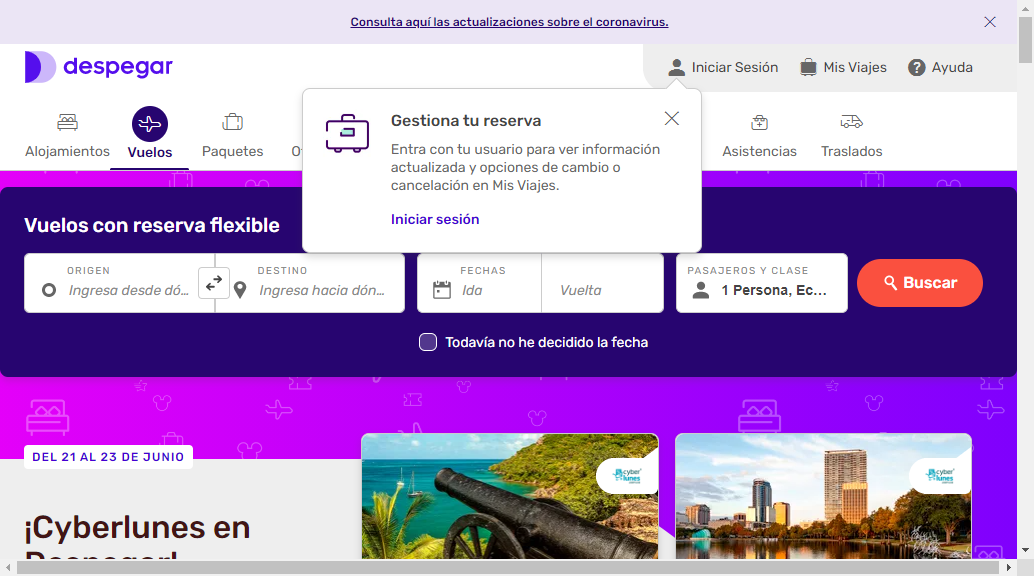 Consulta aquí las actualizaciones sobre el coronavirus.
despegar
Iniciar Sesión
Mis Viajes
Ayuda
Alojamientos
Vuelos
Paquetes
Asistencias
Traslados
Gestiona tu reserva
Entra con tu usuario para ver información
actualizada y opciones de cambio o
cancelación en Mis Viajes.
Iniciar sesión
Vuelos con reserva flexible
ORIGEN
Ingresa desde dó...
DESTINO
Ingresa hacia dón...
FECHAS
Ida
Vuelta
PASAJEROS Y CLASE
1 Persona, Ec...
Buscar
Todavía no he decidido la fecha
DEL 21 AL 23 DE JUNIO
cyber
lunes
cyber
lunes
¡Cyberlunes en
Despegar!